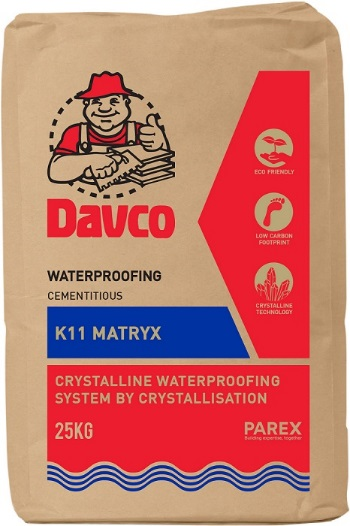 Davco
ECO FRIENDLY
LOW CARBON
FOOTPRINT
CRYSTALLINE
TECHNOLOGY
WATERPROOFING
CEMENTITIOUS
K11 MATRYX
CRYSTALLINE WATERPROOFING
SYSTEM BY CRYSTALLISATION
25KG
PAREX
Building expertise, together